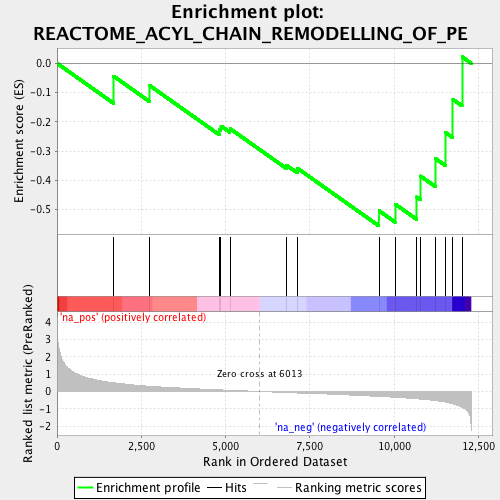 Enrichment plot:
REACTOME_ACYL_CHAIN_REMODELLING_OF_PE
Enrichment score (ES)
0.0
-0.1
-0.2
-0.3
-0.4
-0.5
'na_pos' (positively correlated)
Ranked list metric (PreRanked)
4
3
2
1
0
-1
-2
Zero cross at 6013
'na_neg' (negatively correlated)
0
2,500
5,000
7,500
10,000
12,500
Rank in Ordered Dataset
Enrichment profile
Hits
Ranking metric scores